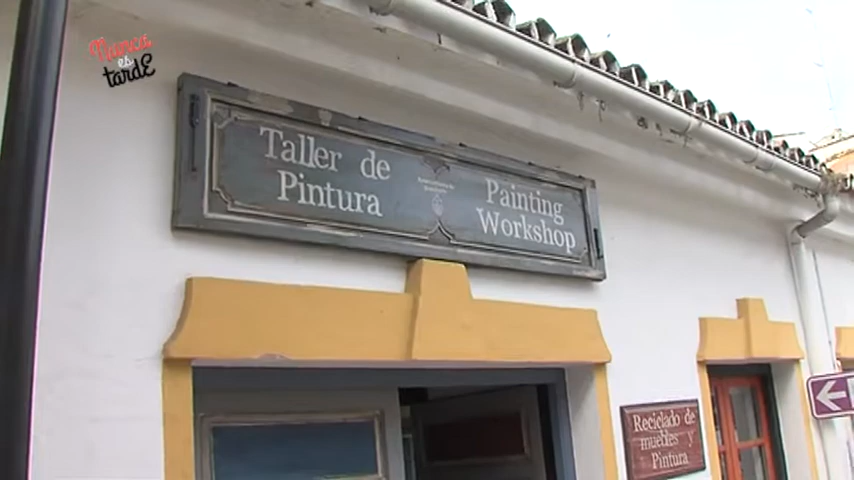 Nunca
es
tardE
Taller de
Pintura
Painting
Workshop
Reciclado de
muebles y
Pintura